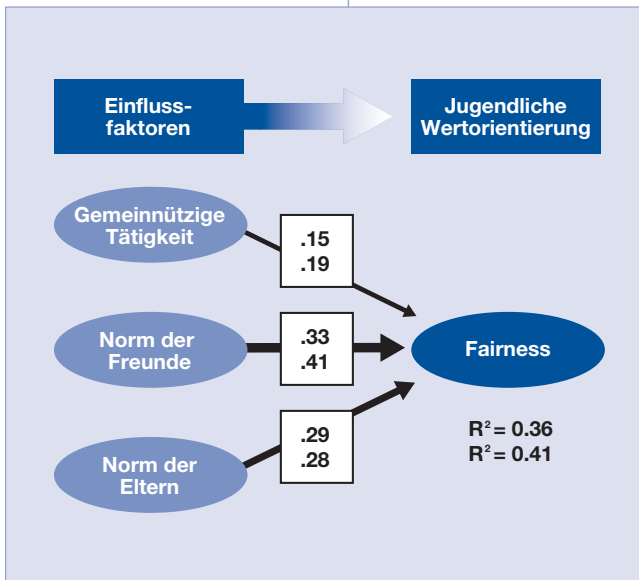 Einfluss-
faktoren
Jugendliche
Wertorientierung
Gemeinnützige
Tätigkeit
.15
.19
Norm der
Freunde
.33
.41
Fairness
Norm der
Eltern
.29
.28
R² = 0.36
R² = 0.41